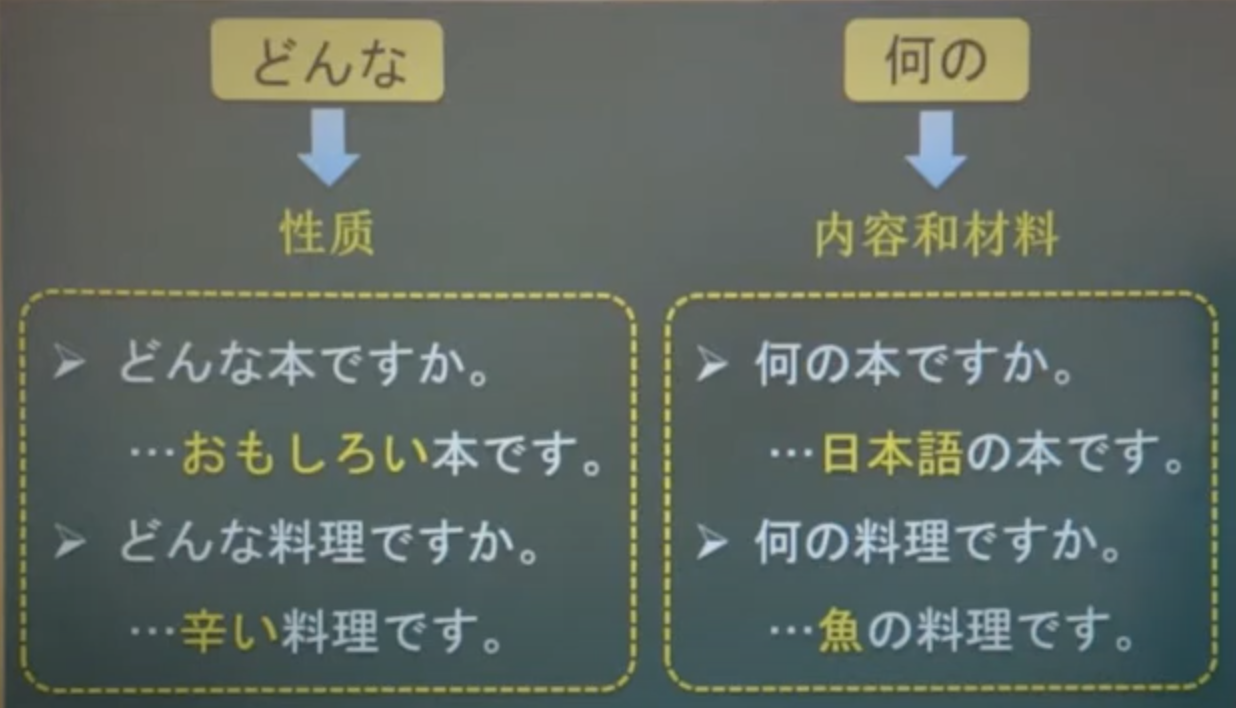 どんな
性质
どんな本ですか。
…おもしろい本です。
どんな料理ですか。
…辛い料理です。
何の
内容和材料
何の本ですか。
…日本語の本です。
何の料理ですか。
…魚の料理です。